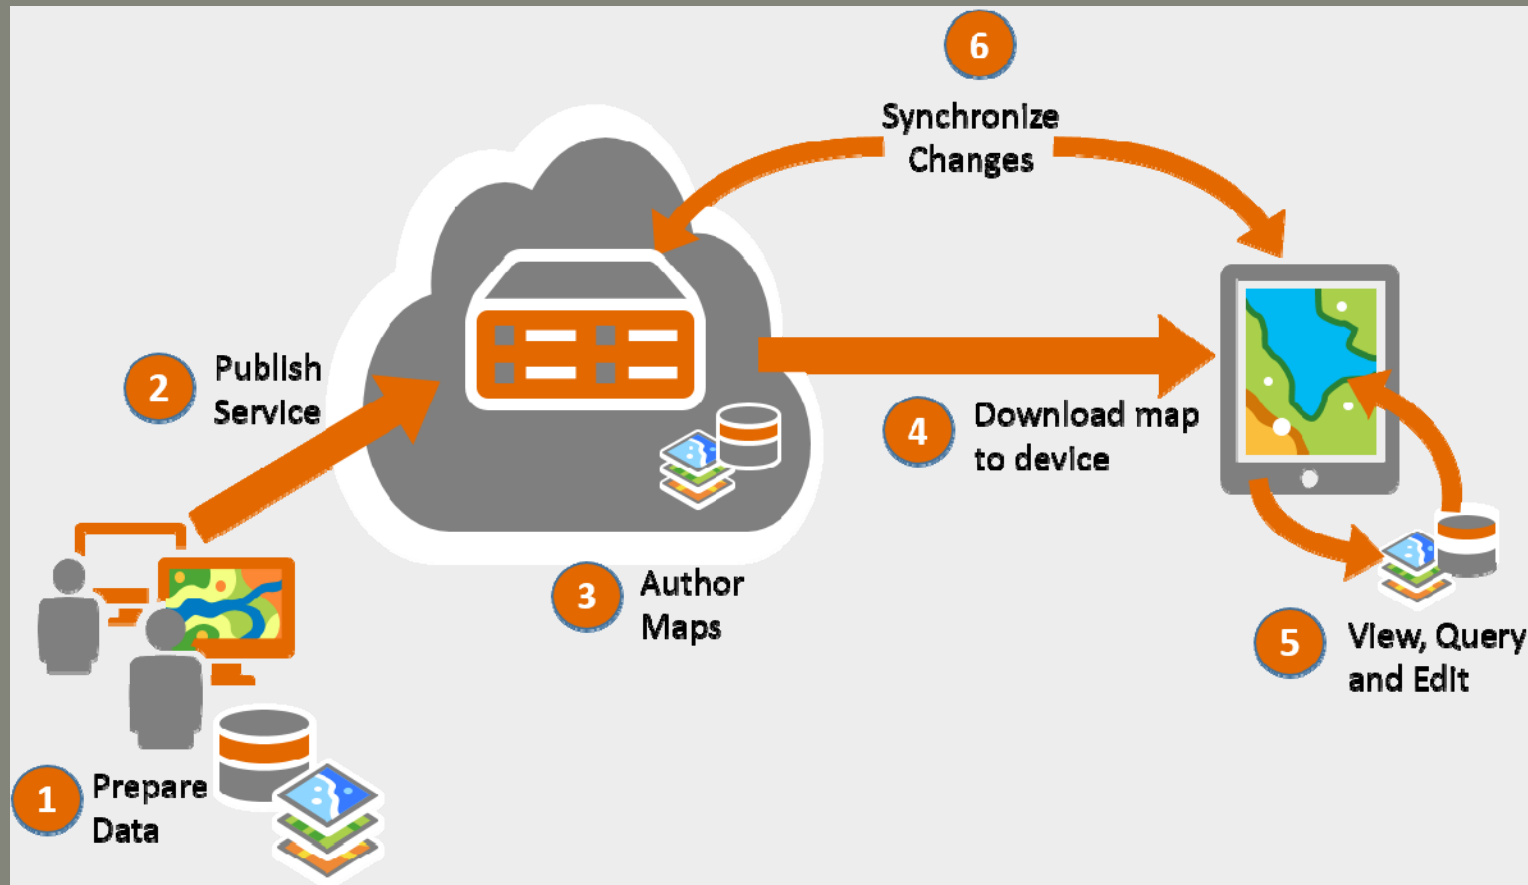 1
Prepare
Data
2
Publish
Service
3
Author
Maps
4
Download map
to device
5
View, Query
and Edit
6
Synchronize
Changes